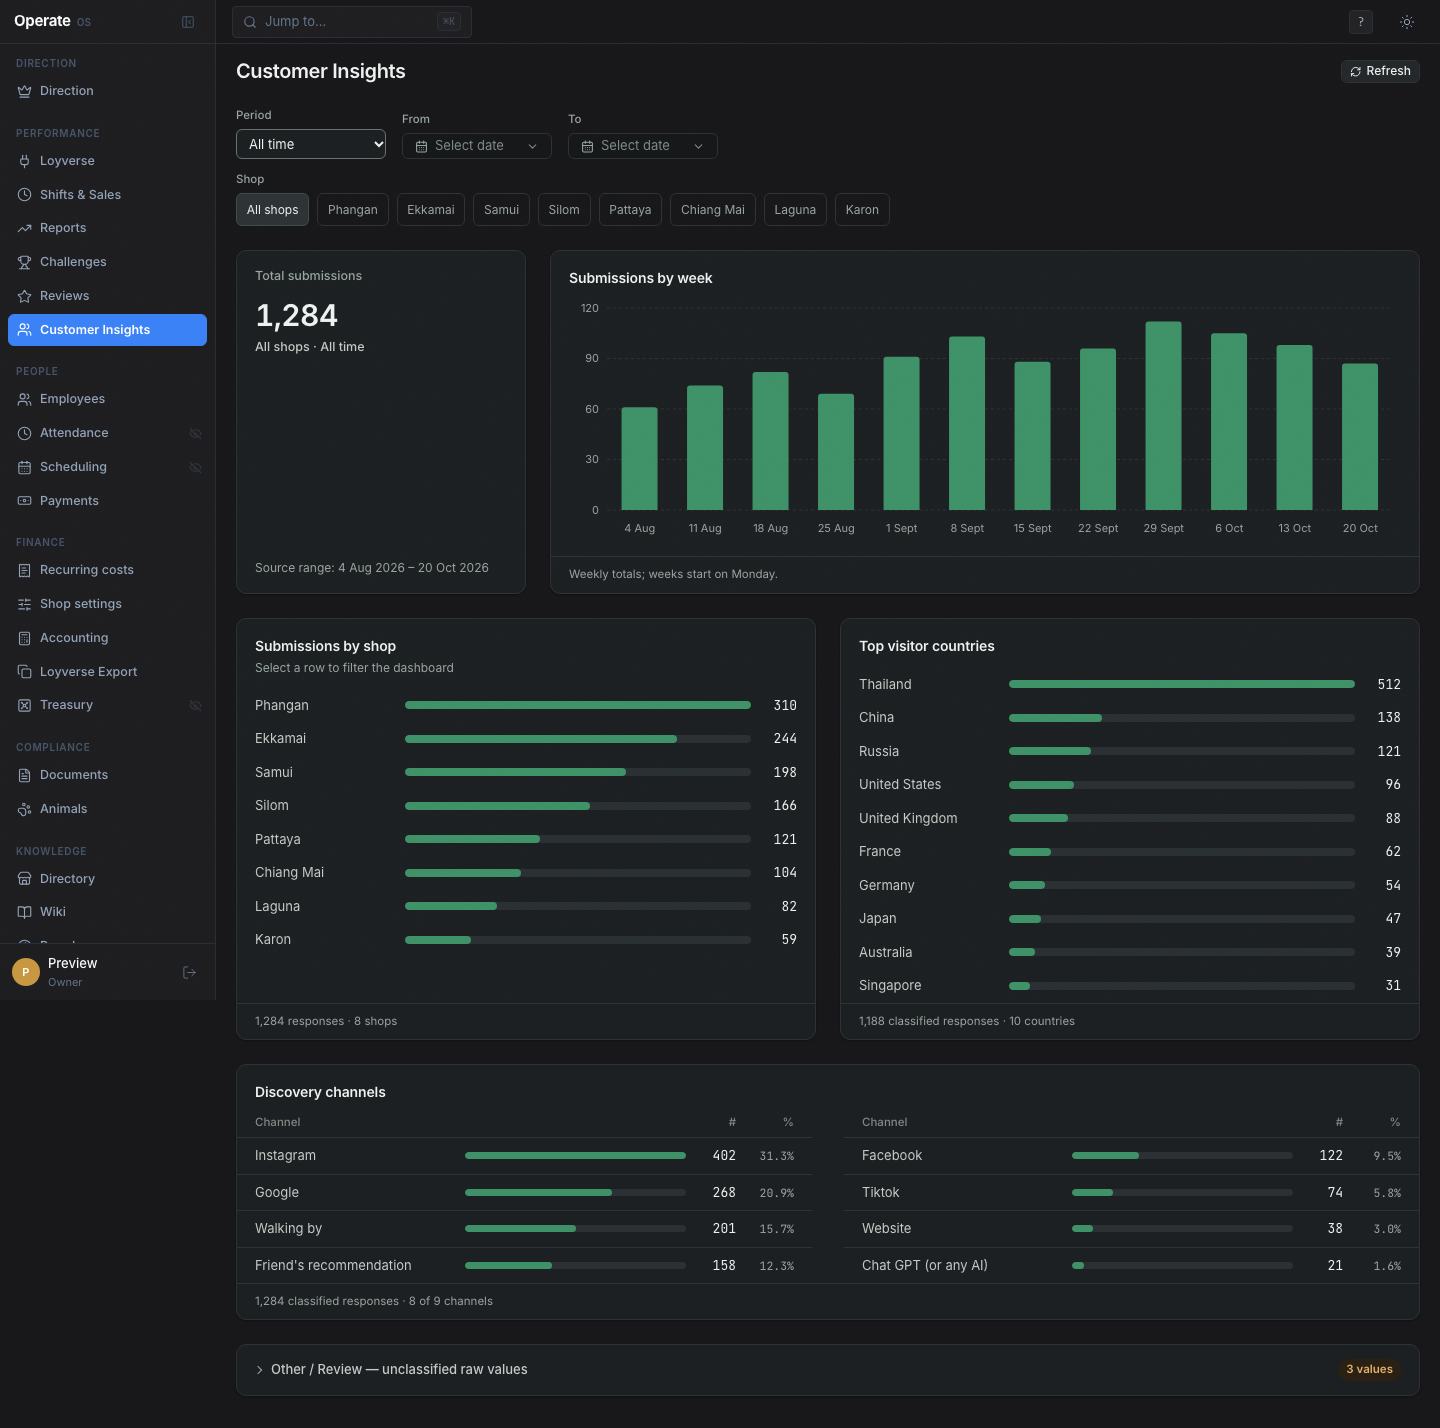 Operate OS
Jump to...
⌘K
?
DIRECTION
Direction
PERFORMANCE
Loyverse
Shifts & Sales
Reports
Challenges
Reviews
Customer Insights
PEOPLE
Employees
Attendance
Scheduling
Payments
FINANCE
Recurring costs
Shop settings
Accounting
Loyverse Export
Treasury
COMPLIANCE
Documents
Animals
KNOWLEDGE
Directory
Wiki
P
Preview
Owner
Customer Insights
Refresh
Period
From
To
All time
Select date
Select date
Shop
All shops
Phangan
Ekkamai
Samui
Silom
Pattaya
Chiang Mai
Laguna
Karon
Total submissions
1,284
All shops · All time
Source range: 4 Aug 2026 – 20 Oct 2026
Submissions by week
120
90
60
30
0
4 Aug
11 Aug
18 Aug
25 Aug
1 Sept
8 Sept
15 Sept
22 Sept
29 Sept
6 Oct
13 Oct
20 Oct
Weekly totals; weeks start on Monday.
Submissions by shop
Select a row to filter the dashboard
Phangan 310
Ekkamai 244
Samui 198
Silom 166
Pattaya 121
Chiang Mai 104
Laguna 82
Karon 59
1,284 responses · 8 shops
Top visitor countries
Thailand 512
China 138
Russia 121
United States 96
United Kingdom 88
France 62
Germany 54
Japan 47
Australia 39
Singapore 31
1,188 classified responses · 10 countries
Discovery channels
Channel # %
Instagram 402 31.3%
Google 268 20.9%
Walking by 201 15.7%
Friend's recommendation 158 12.3%
Channel # %
Facebook 122 9.5%
Tiktok 74 5.8%
Website 38 3.0%
Chat GPT (or any AI) 21 1.6%
1,284 classified responses · 8 of 9 channels
Other / Review — unclassified raw values
3 values